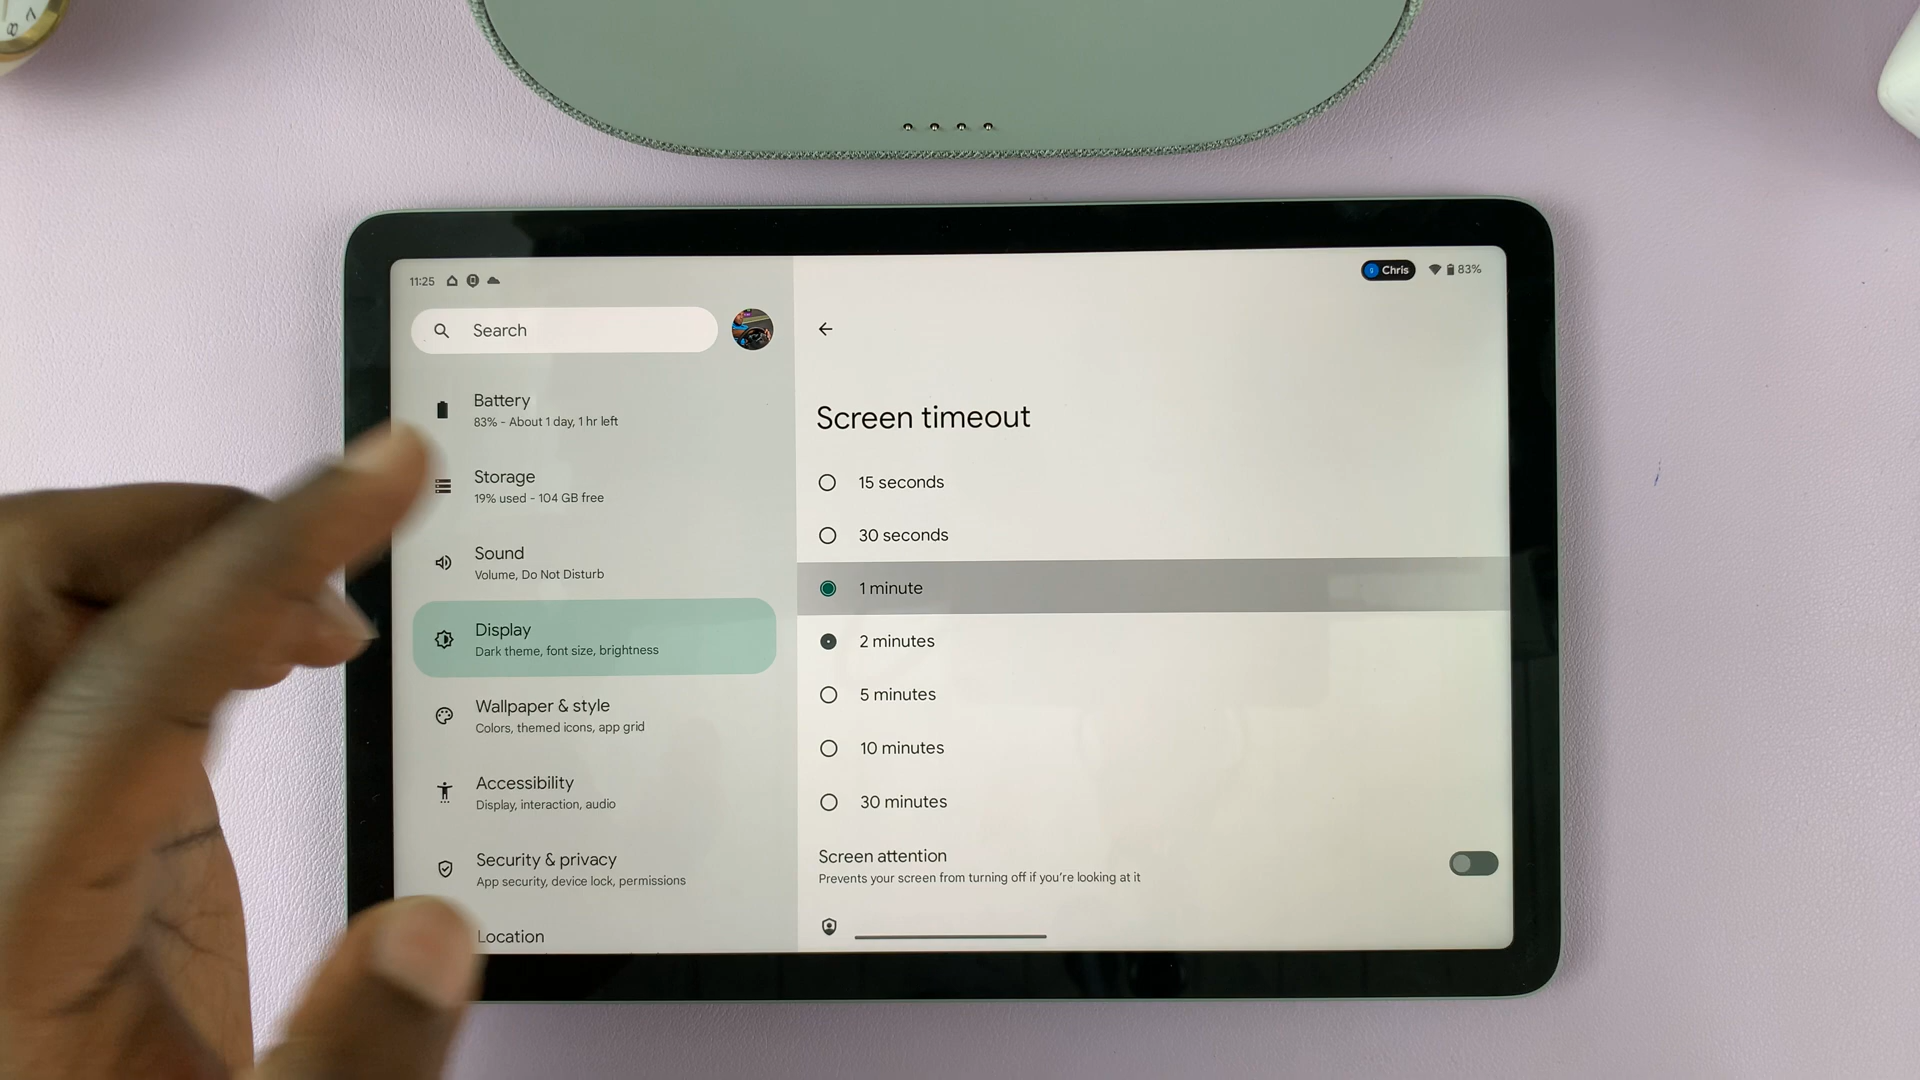 11:25
Chris
83%
Search
Battery
83% - About 1 day, 1 hr left
Storage
19% used - 104 GB free
Sound
Volume, Do Not Disturb
Display
Dark theme, font size, brightness
Wallpaper & style
Colors, themed icons, app grid
Accessibility
Display, interaction, audio
Security & privacy
App security, device lock, permissions
Location
Screen timeout
15 seconds
30 seconds
1 minute
2 minutes
5 minutes
10 minutes
30 minutes
Screen attention
Prevents your screen from turning off if you're looking at it
8